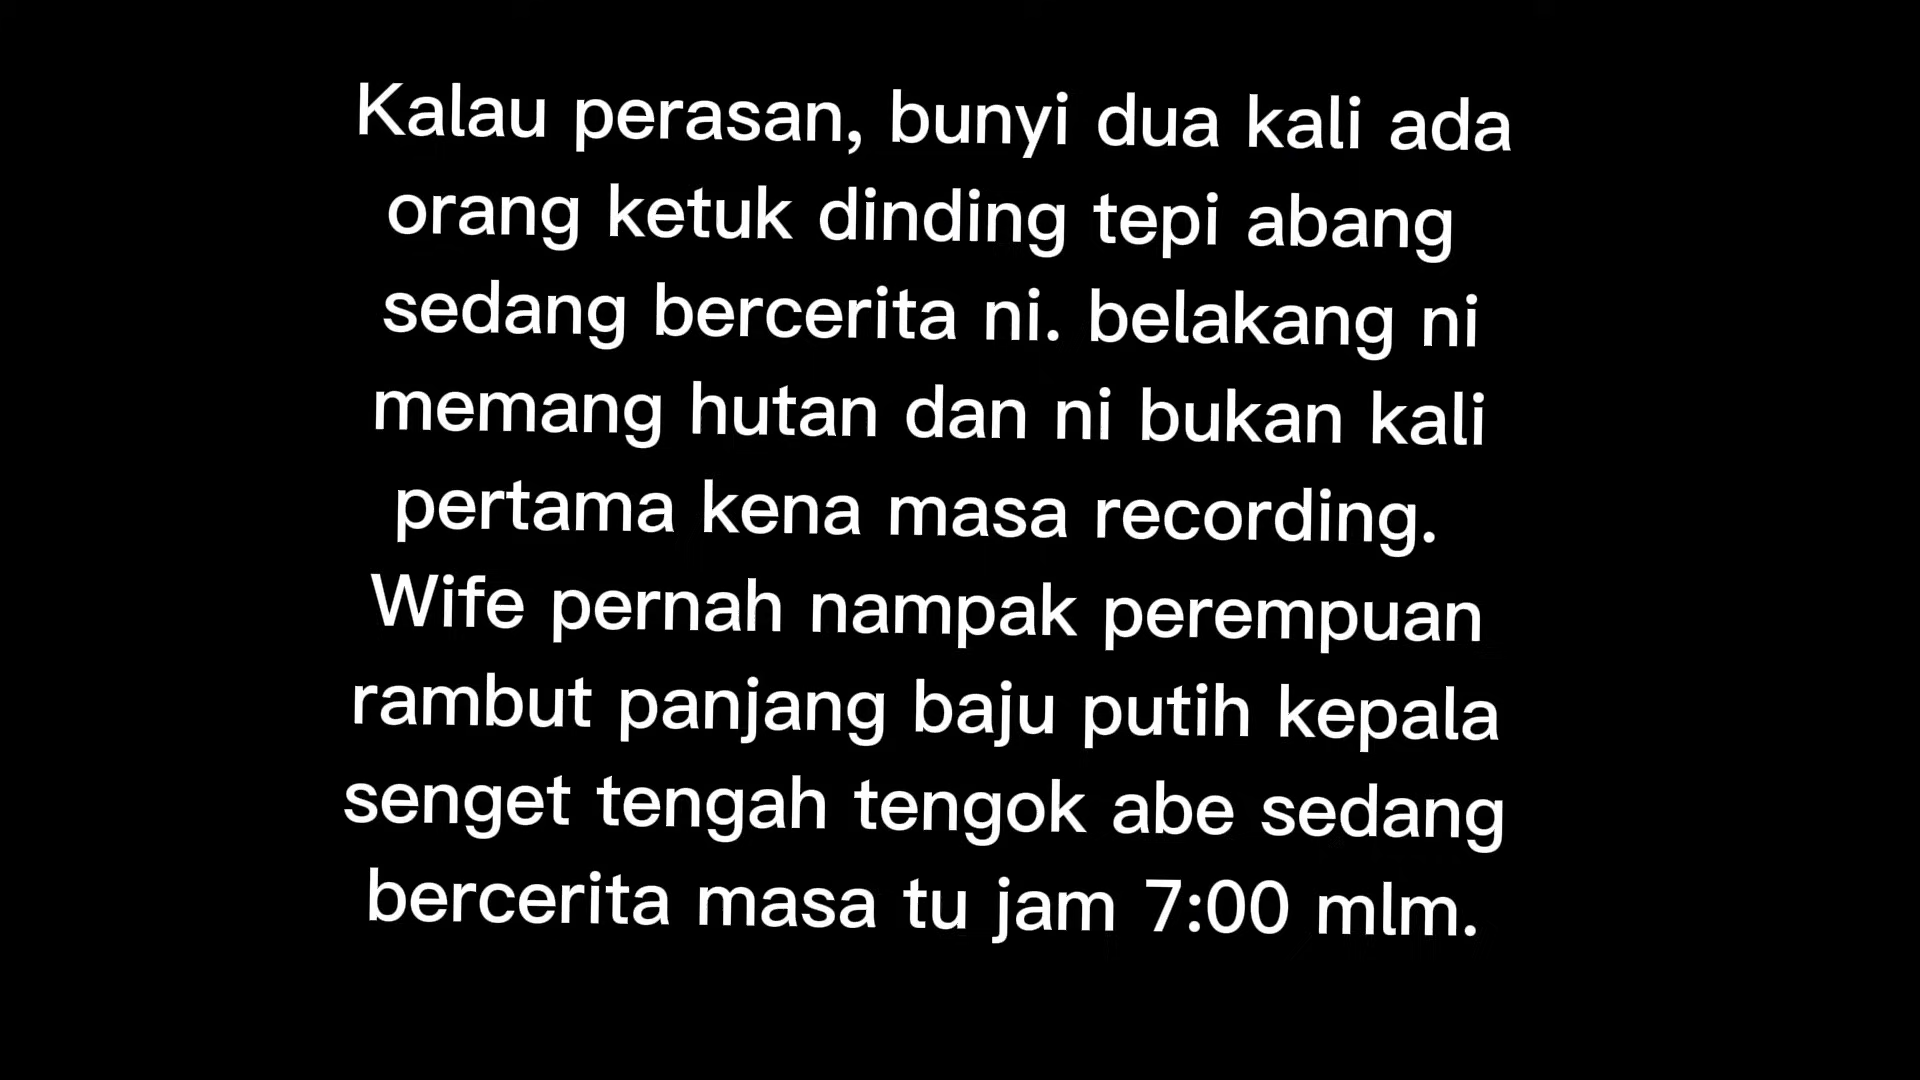 Kalau perasan, bunyi dua kali ada
orang ketuk dinding tepi abang
sedang bercerita ni. belakang ni
memang hutan dan ni bukan kali
pertama kena masa recording.
Wife pernah nampak perempuan
rambut panjang baju putih kepala
senget tengah tengok abe sedang
bercerita masa tu jam 7:00 mlm.